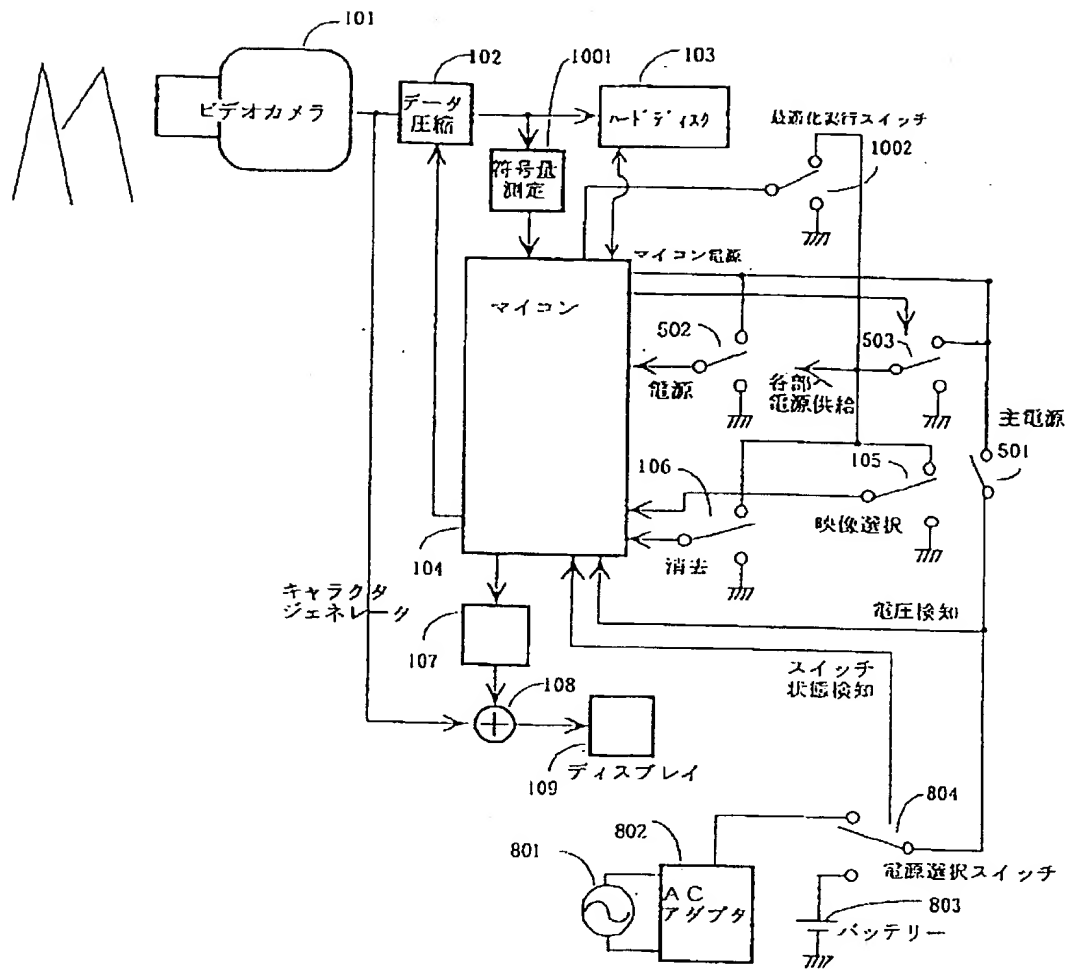 101
102
1001
103
ビデオカメラ
データ
圧縮
ハードディスク
最適化実行スイッチ
1002
符号量
測定
マイコン電源
マイコン
502
503
電源
各部へ
電源供給
主電源
501
106
105
映像選択
消去
104
キャラクタ
ジェネレータ
電圧検知
107
スイッチ
状態検知
108
109
ディスプレイ
804
802
801
電源選択スイッチ
AC
アダプタ
803
バッテリー